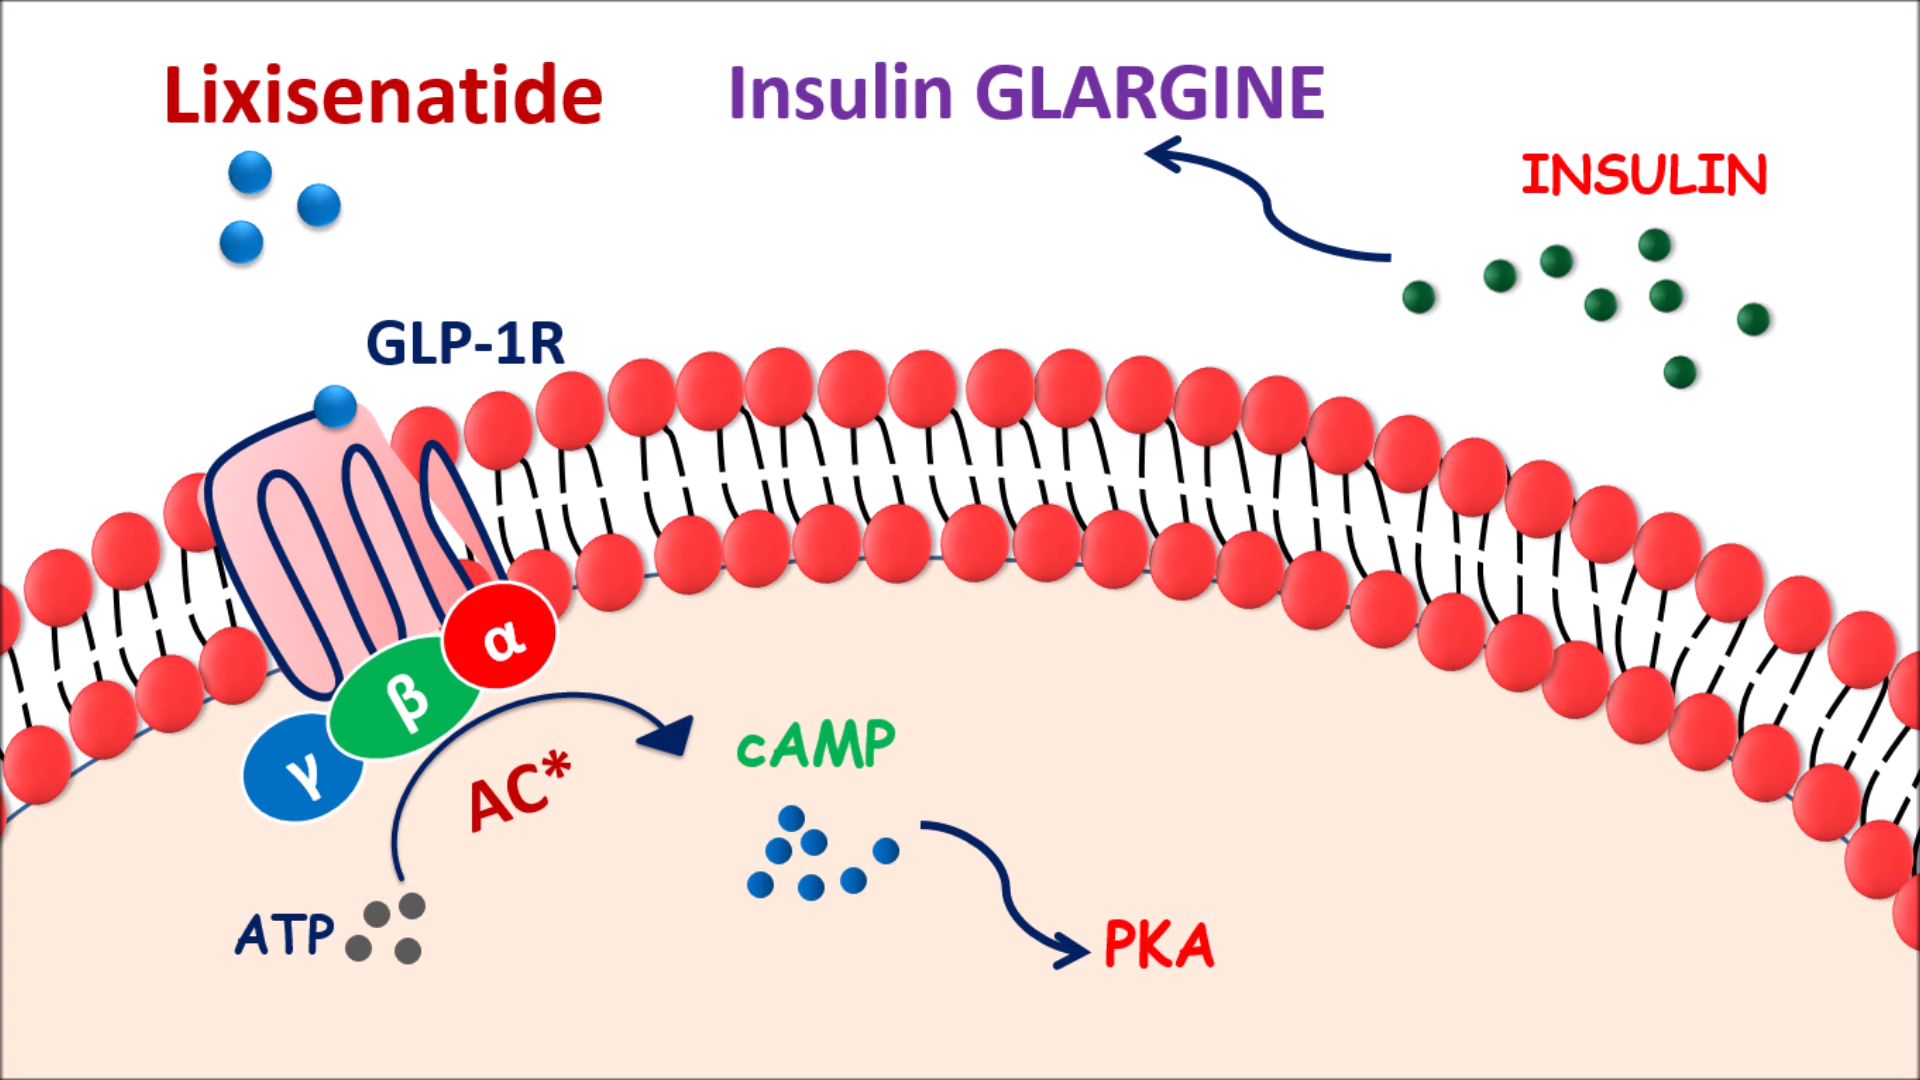 Lixisenatide
Insulin GLARGINE
INSULIN
GLP-1R
α
β
γ
AC*
cAMP
ATP
PKA